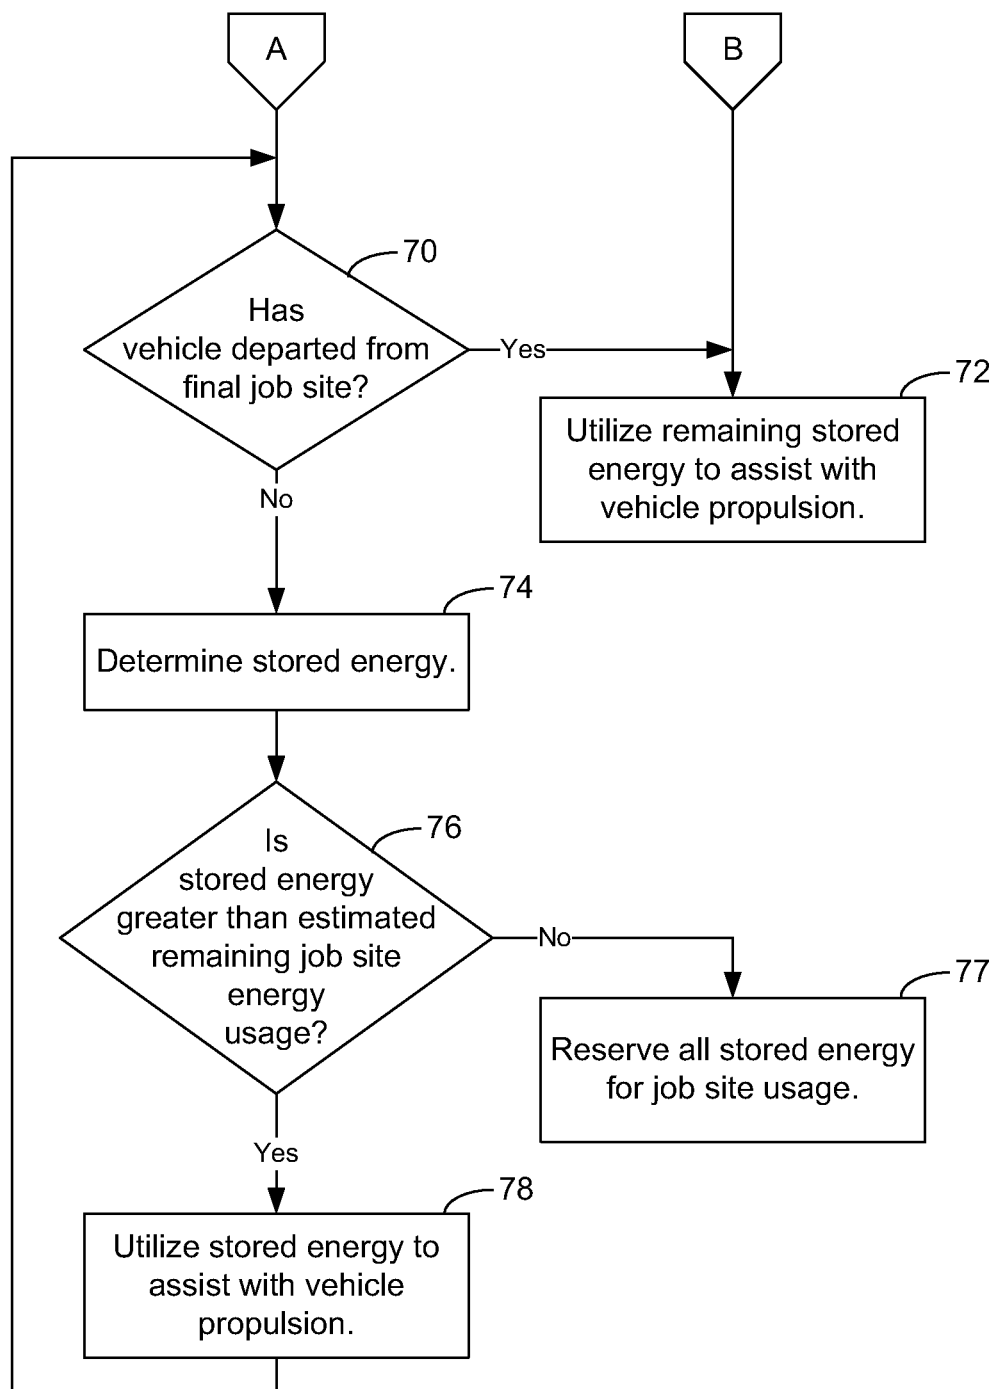 A
B
70
Has
vehicle departed from
final job site?
Yes
72
Utilize remaining stored
energy to assist with
vehicle propulsion.
No
74
Determine stored energy.
76
Is
stored energy
greater than estimated
remaining job site
energy
usage?
No
77
Reserve all stored energy
for job site usage.
Yes
78
Utilize stored energy to
assist with vehicle
propulsion.